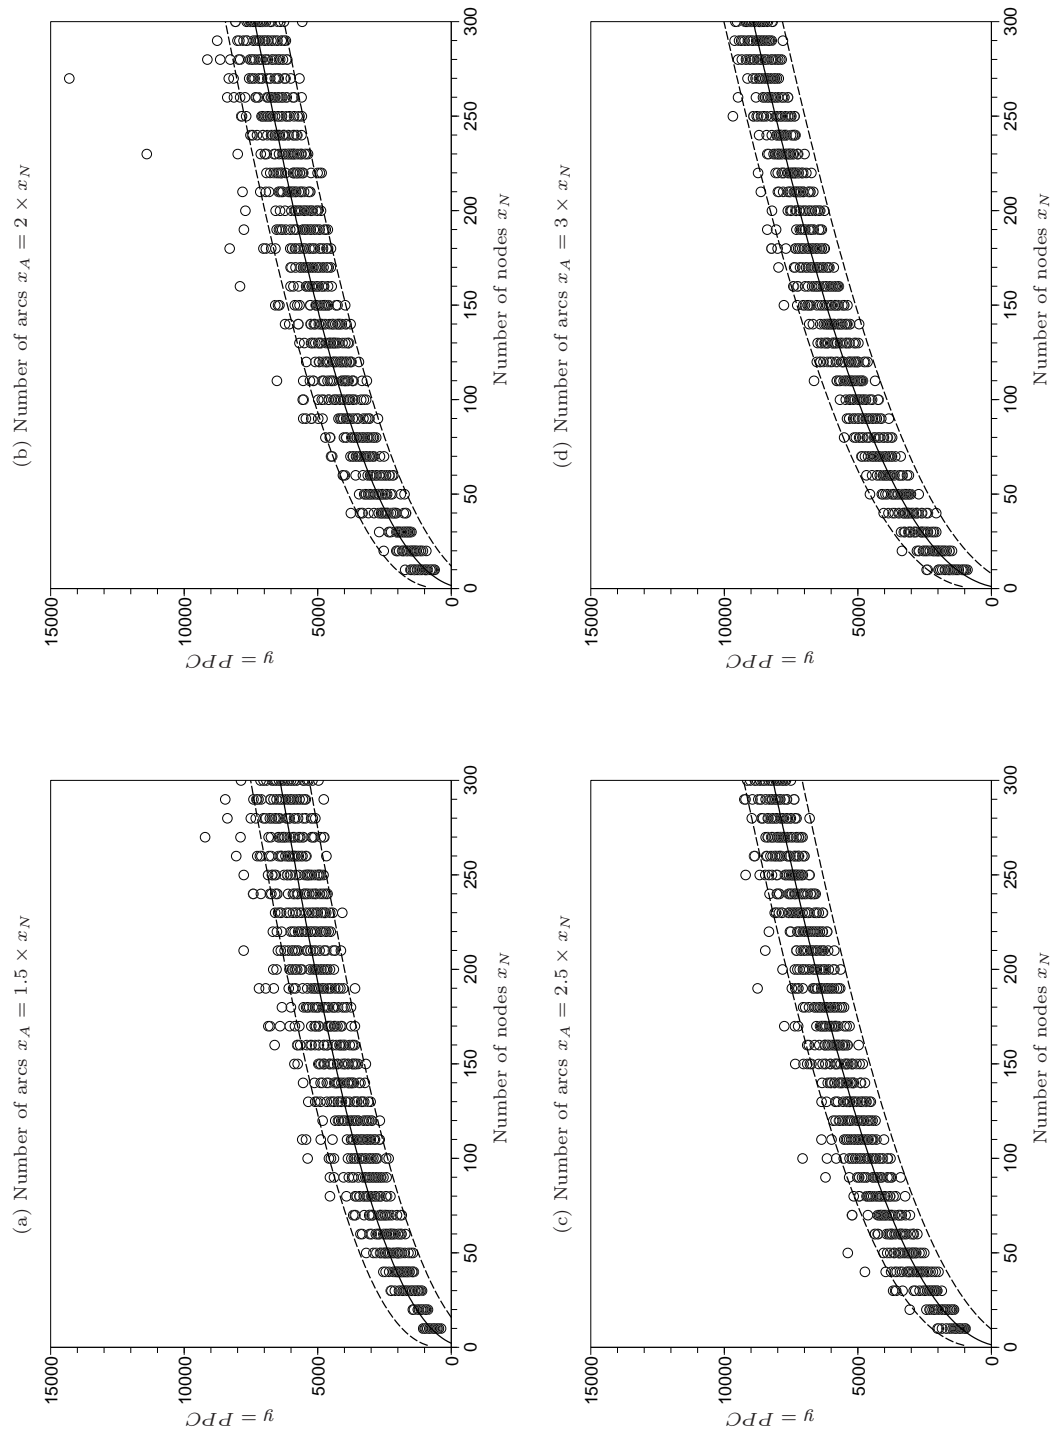 (a) Number of arcs x_A = 1.5 × x_N
y = PPC
15000
10000
5000
0
0 50 100 150 200 250 300
Number of nodes x_N
(b) Number of arcs x_A = 2 × x_N
y = PPC
15000
10000
5000
0
0 50 100 150 200 250 300
Number of nodes x_N
(c) Number of arcs x_A = 2.5 × x_N
y = PPC
15000
10000
5000
0
0 50 100 150 200 250 300
Number of nodes x_N
(d) Number of arcs x_A = 3 × x_N
y = PPC
15000
10000
5000
0
0 50 100 150 200 250 300
Number of nodes x_N